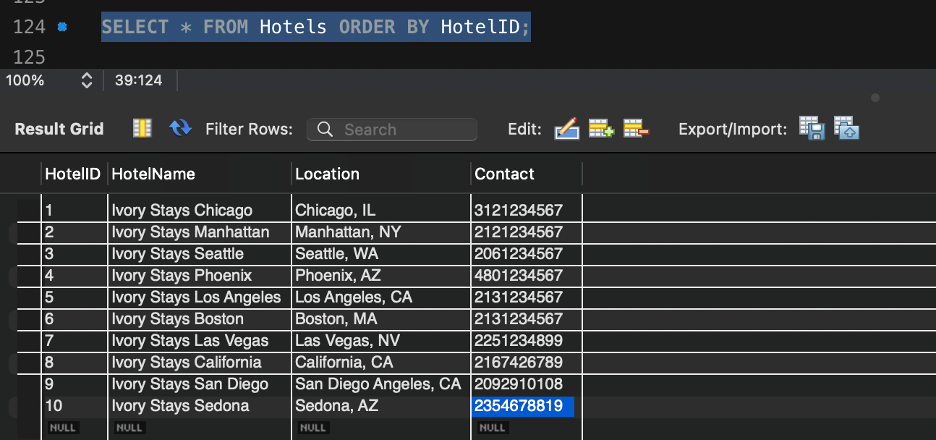 124 SELECT * FROM Hotels ORDER BY HotelID;
125
100% 39:124
Result Grid Filter Rows: Search Edit: Export/Import:
HotelID HotelName Location Contact
1 Ivory Stays Chicago Chicago, IL 3121234567
2 Ivory Stays Manhattan Manhattan, NY 2121234567
3 Ivory Stays Seattle Seattle, WA 2061234567
4 Ivory Stays Phoenix Phoenix, AZ 4801234567
5 Ivory Stays Los Angeles Los Angeles, CA 2131234567
6 Ivory Stays Boston Boston, MA 2131234567
7 Ivory Stays Las Vegas Las Vegas, NV 2251234899
8 Ivory Stays California California, CA 2167426789
9 Ivory Stays San Diego San Diego Angeles, CA 2092910108
10 Ivory Stays Sedona Sedona, AZ 2354678819
NULL NULL NULL NULL